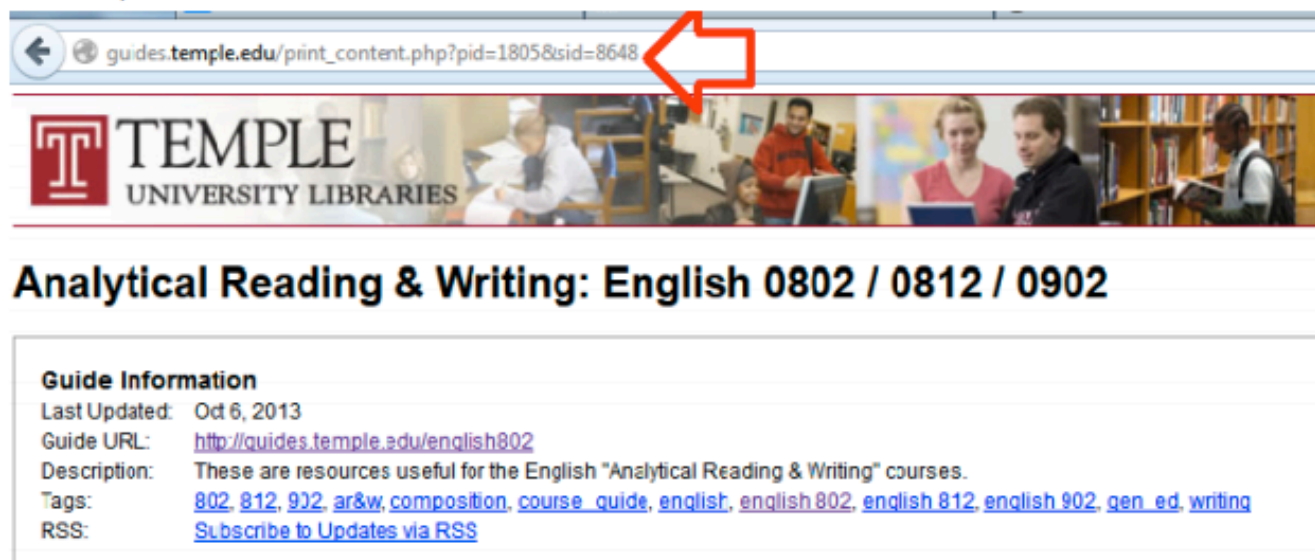 guides.temple.edu/print_content.php?pid=1805&sid=8648
TEMPLE
UNIVERSITY LIBRARIES
Analytical Reading & Writing: English 0802 / 0812 / 0902
Guide Information
Last Updated: Oct 6, 2013
Guide URL: http://guides.temple.edu/english802
Description: These are resources useful for the English "Analytical Reading & Writing" courses.
Tags: 802, 812, 902, ar&w, composition, course_guide, english, english 802, english 812, english 902, gen_ed, writing
RSS: Subscribe to Updates via RSS